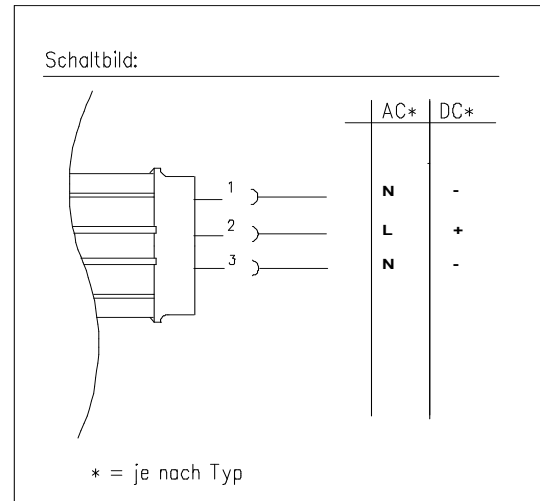 Schaltbild:
AC* DC*
1 N -
2 L +
3 N -
* = je nach Typ